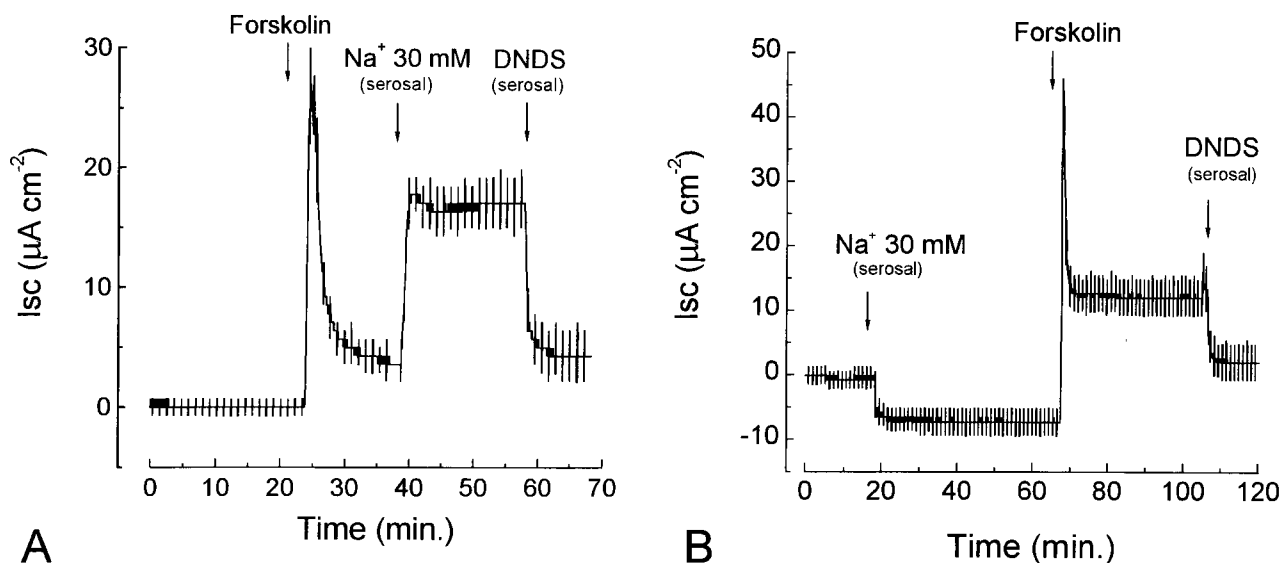 Forskolin
Na⁺ 30 mM
(serosal)
DNDS
(serosal)
30
20
10
0
Isc (µA cm⁻²)
0 10 20 30 40 50 60 70
Time (min.)
A
Forskolin
DNDS
(serosal)
Na⁺ 30 mM
(serosal)
50
40
30
20
10
0
-10
Isc (µA cm⁻²)
0 20 40 60 80 100 120
Time (min.)
B